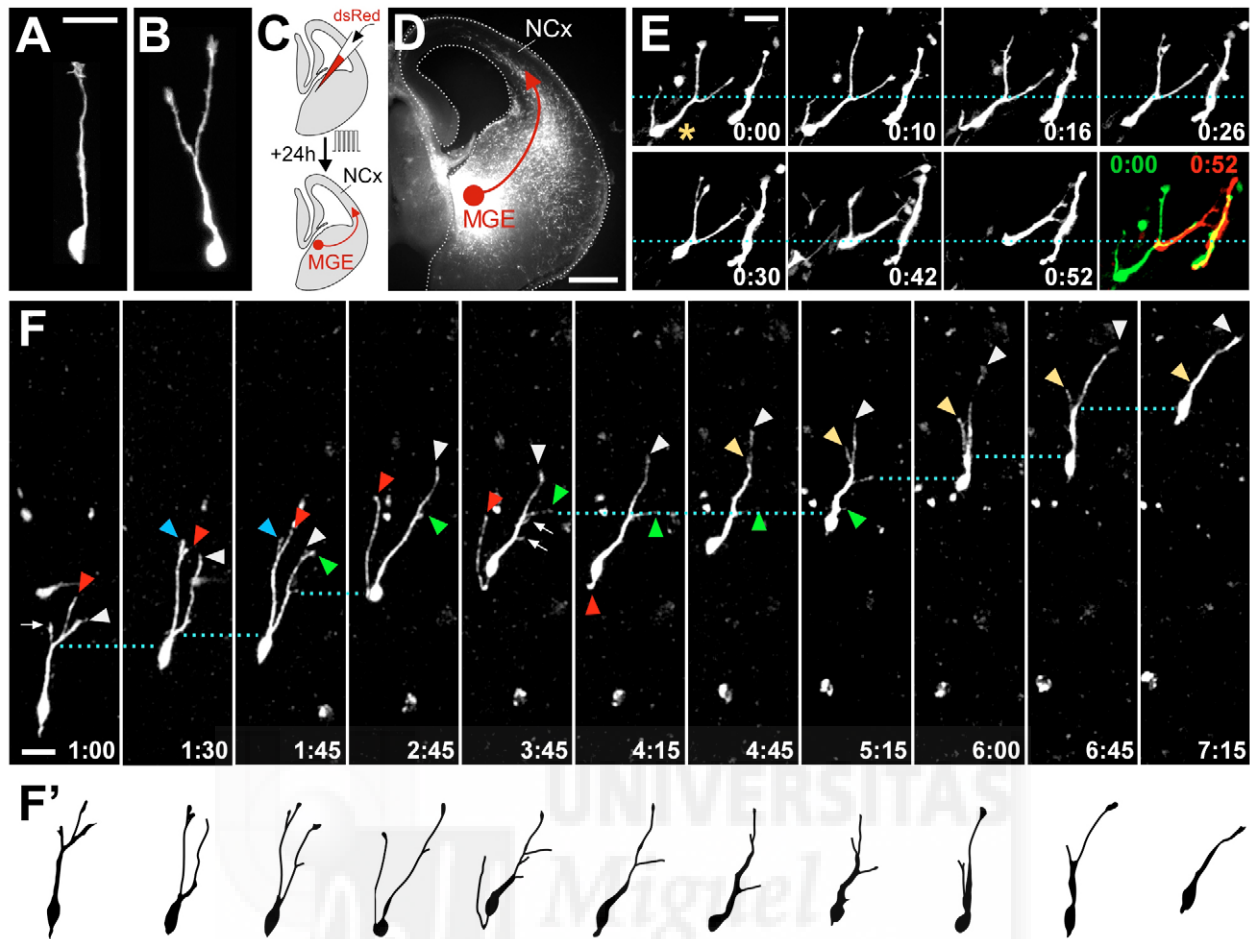 A
B
C
dsRed
+24h
NCx
MGE
D
NCx
MGE
E
*
0:00
0:10
0:16
0:26
0:30
0:42
0:52
0:00
0:52
F
1:00
1:30
1:45
2:45
3:45
4:15
4:45
5:15
6:00
6:45
7:15
F’
UNIVERSITAS
Miguel